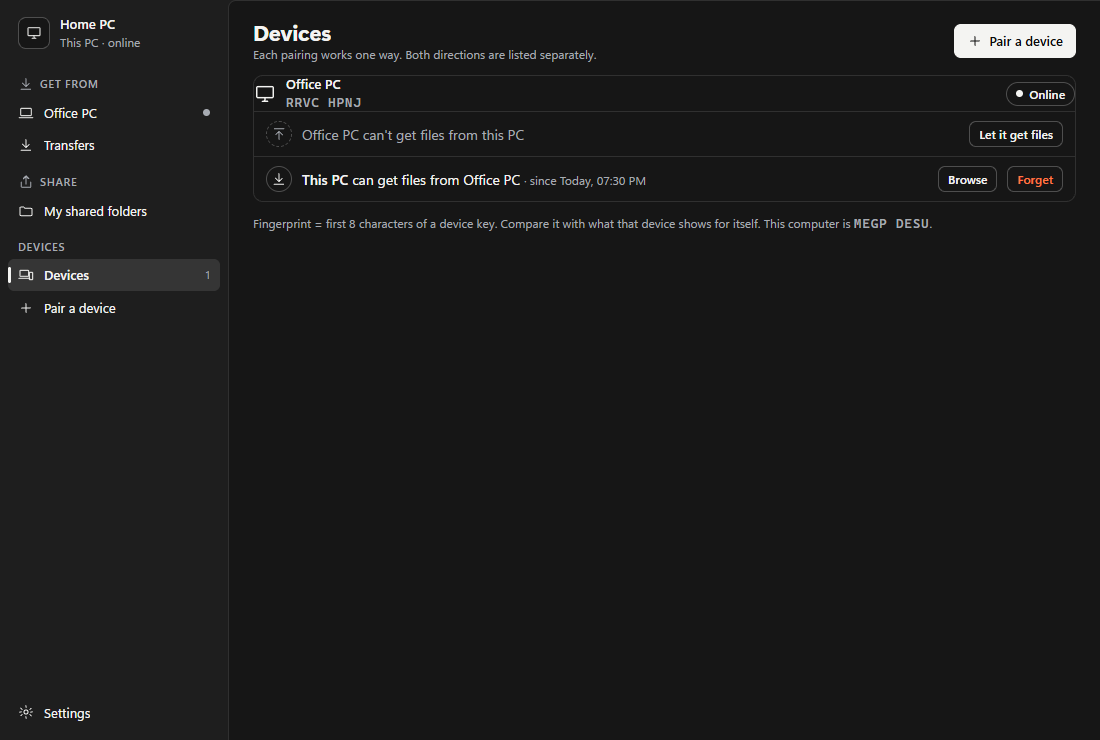 Home PC
This PC · online
GET FROM
Office PC
Transfers
SHARE
My shared folders
DEVICES
Devices 1
Pair a device
Settings
Devices
Each pairing works one way. Both directions are listed separately.
+ Pair a device
Office PC
RRVC HPNJ
Online
Office PC can't get files from this PC
Let it get files
This PC can get files from Office PC · since Today, 07:30 PM
Browse
Forget
Fingerprint = first 8 characters of a device key. Compare it with what that device shows for itself. This computer is MEGP DESU.